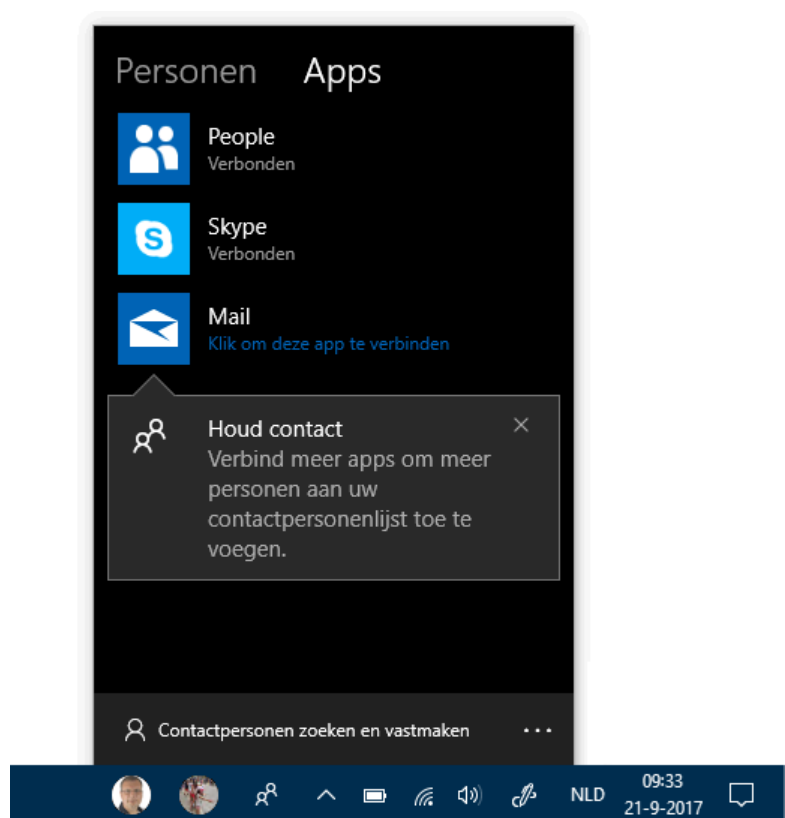 Personen Apps
People
Verbonden
Skype
Verbonden
Mail
Klik om deze app te verbinden
Houd contact
Verbind meer apps om meer
personen aan uw
contactpersonenlijst toe te
voegen.
Contactpersonen zoeken en vastmaken
NLD
09:33
21-9-2017